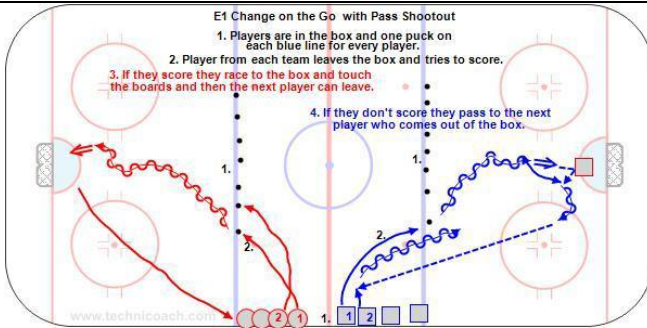 E1 Change on the Go with Pass Shootout
1. Players are in the box and one puck on
each blue line for every player.
2. Player from each team leaves the box and tries to score.
3. If they score they race to the box and touch
the boards and then the next player can leave.
4. If they don't score they pass to the next
player who comes out of the box.
1.
1.
2.
2.
www.technicoach.com
2
1
1.
1
2